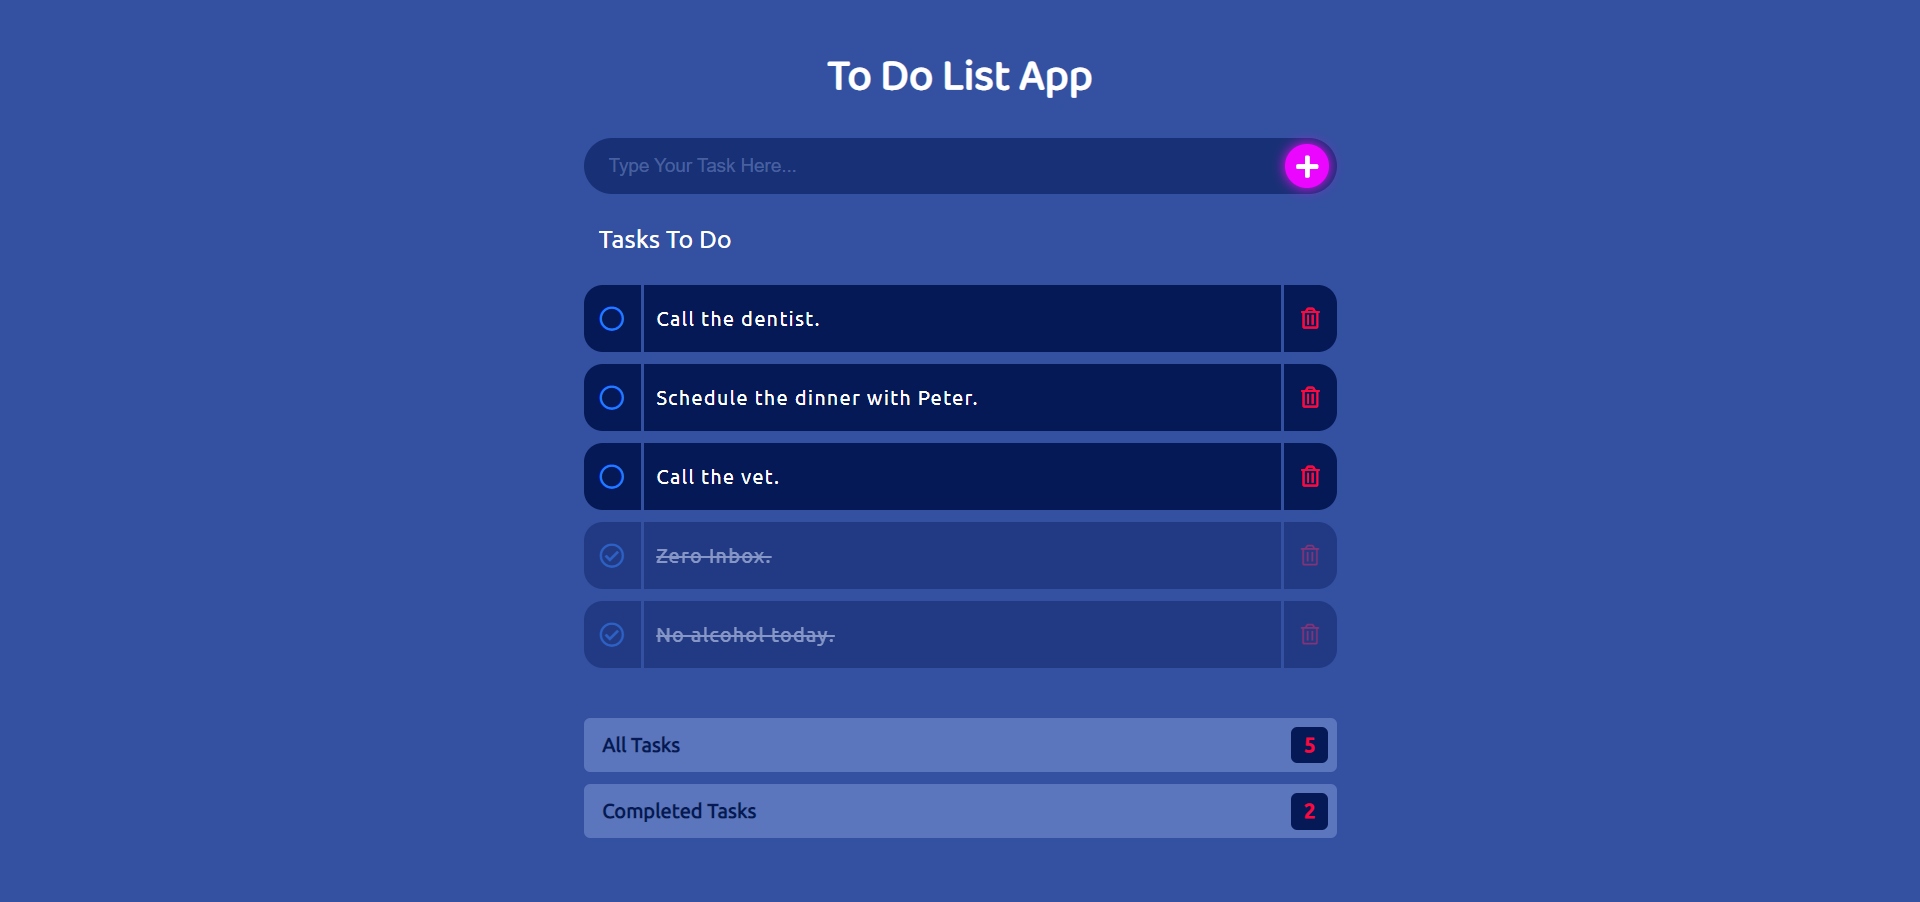 To Do List App
Type Your Task Here...
Tasks To Do
Call the dentist.
Schedule the dinner with Peter.
Call the vet.
Zero Inbox.
No alcohol today.
All Tasks 5
Completed Tasks 2